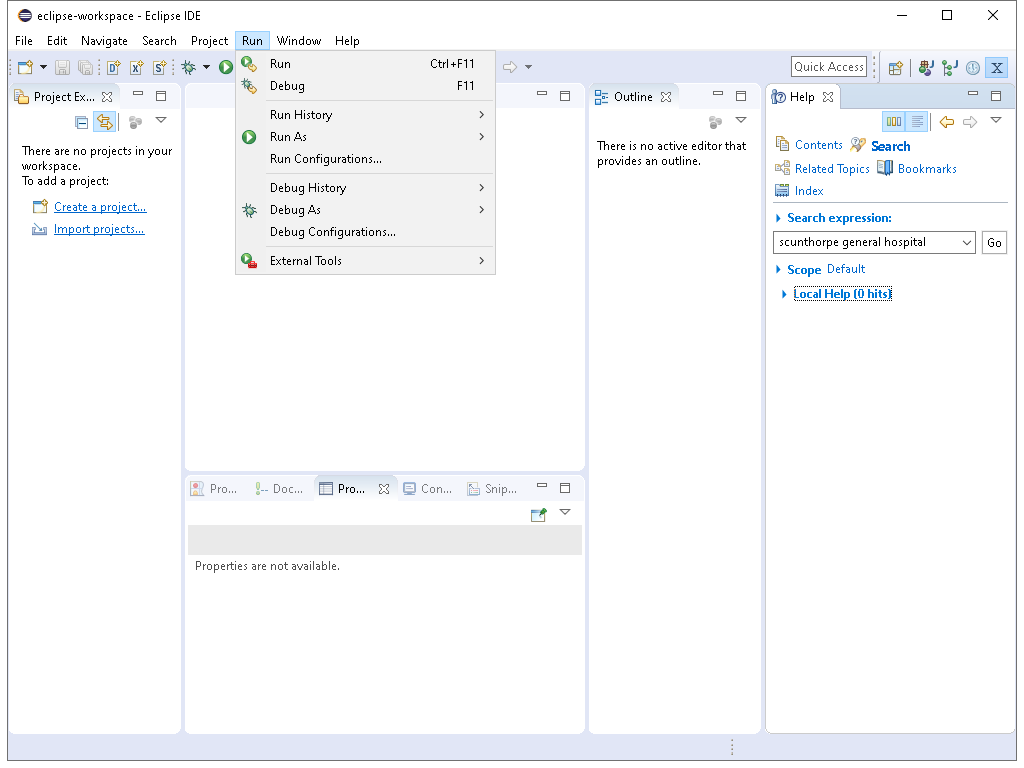 eclipse-workspace - Eclipse IDE
File Edit Navigate Search Project Run Window Help
Quick Access
Run Ctrl+F11
Debug F11
Run History
Run As
Run Configurations...
Debug History
Debug As
Debug Configurations...
External Tools
Project Ex...
There are no projects in your
workspace.
To add a project:
Create a project...
Import projects...
Outline
There is no active editor that
provides an outline.
Help
Contents Search
Related Topics Bookmarks
Index
Search expression:
scunthorpe general hospital Go
Scope Default
Local Help (0 hits)
Pro... Doc... Pro... Con... Snip...
Properties are not available.